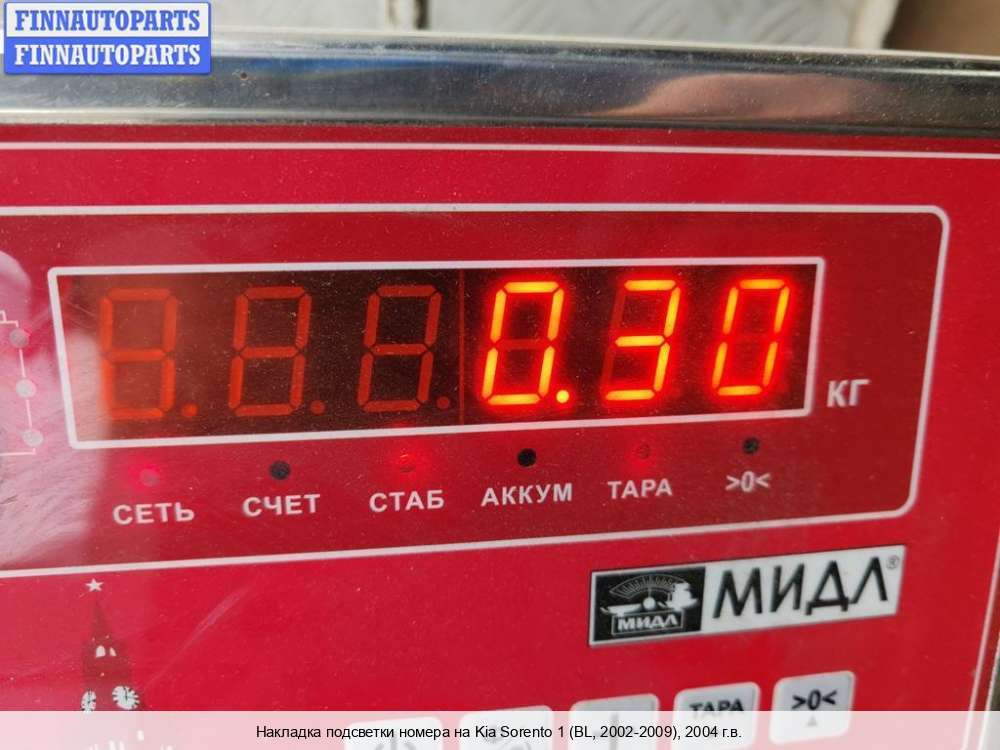 FINNAUTOPARTS
FINNAUTOPARTS
0.30
КГ
СЕТЬ СЧЕТ СТАБ АККУМ ТАРА >0<
МИДЛ МИДЛ®
ТАРА >0<
Накладка подсветки номера на Kia Sorento 1 (BL, 2002-2009), 2004 г.в.